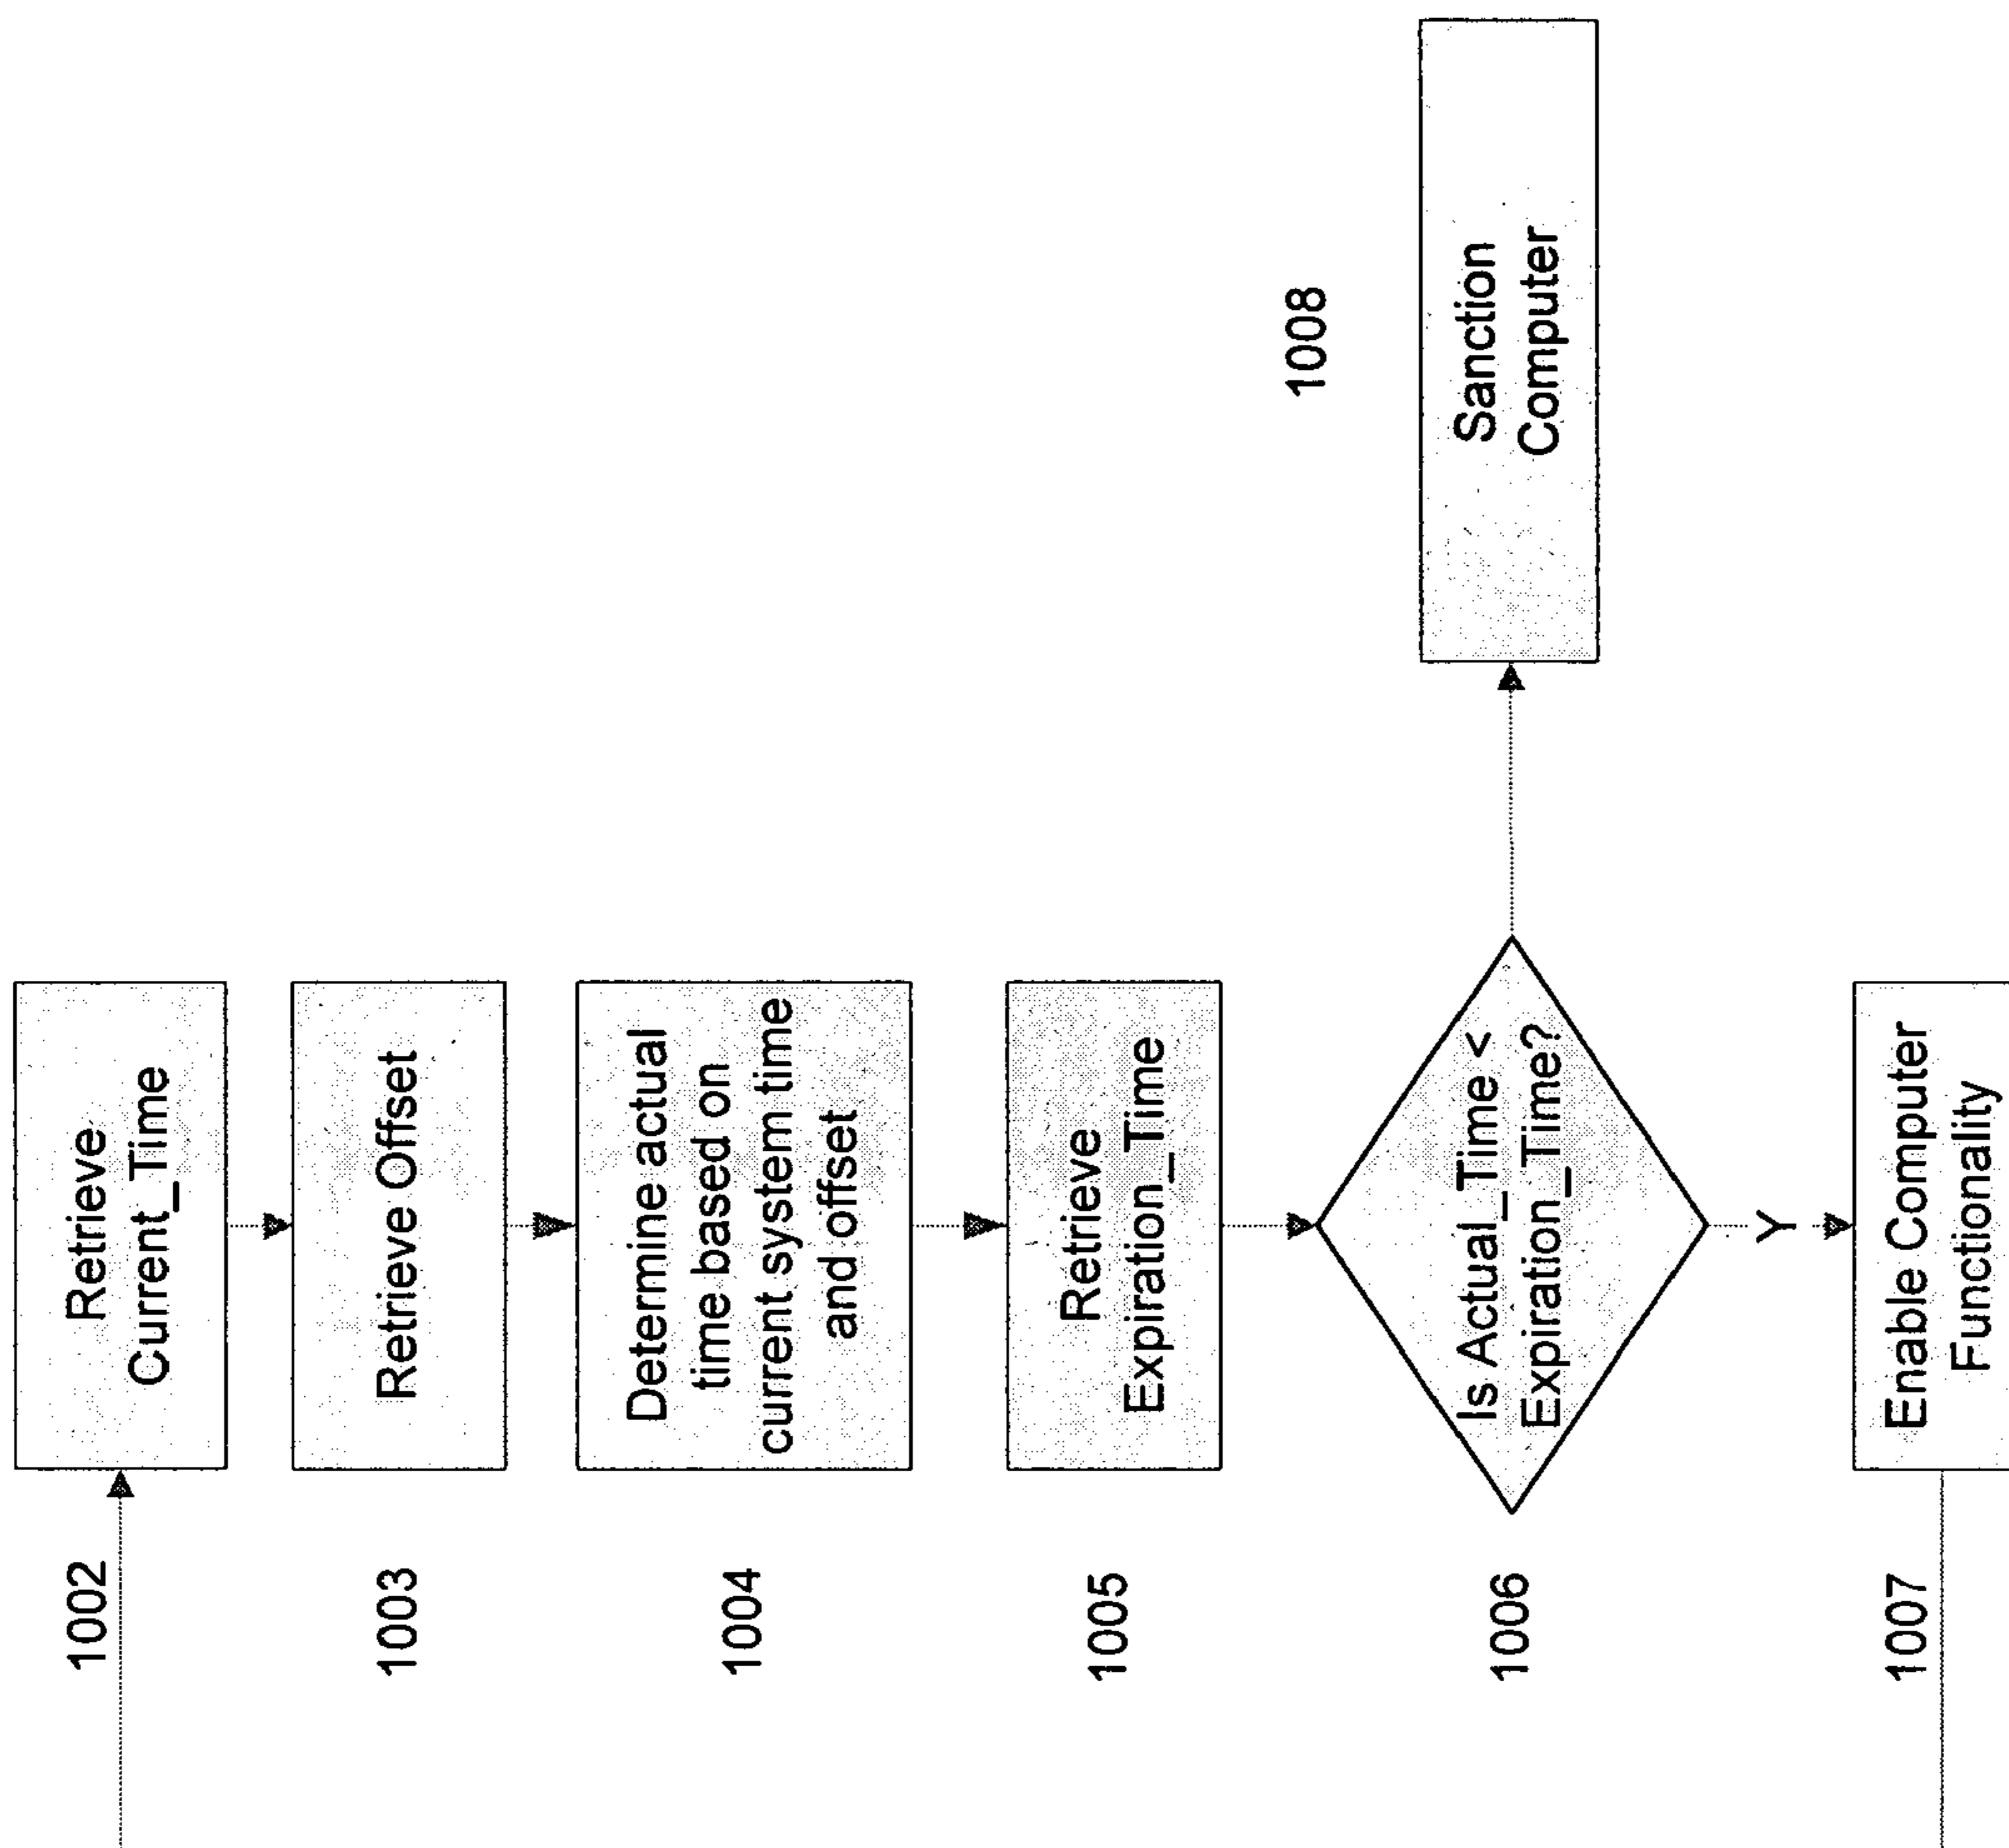 1002
Retrieve
Current_Time
1003
Retrieve Offset
1004
Determine actual
time based on
current system time
and offset
1005
Retrieve
Expiration_Time
1006
Is Actual_Time <
Expiration_Time?
1008
Sanction
Computer
Y
1007
Enable Computer
Functionality